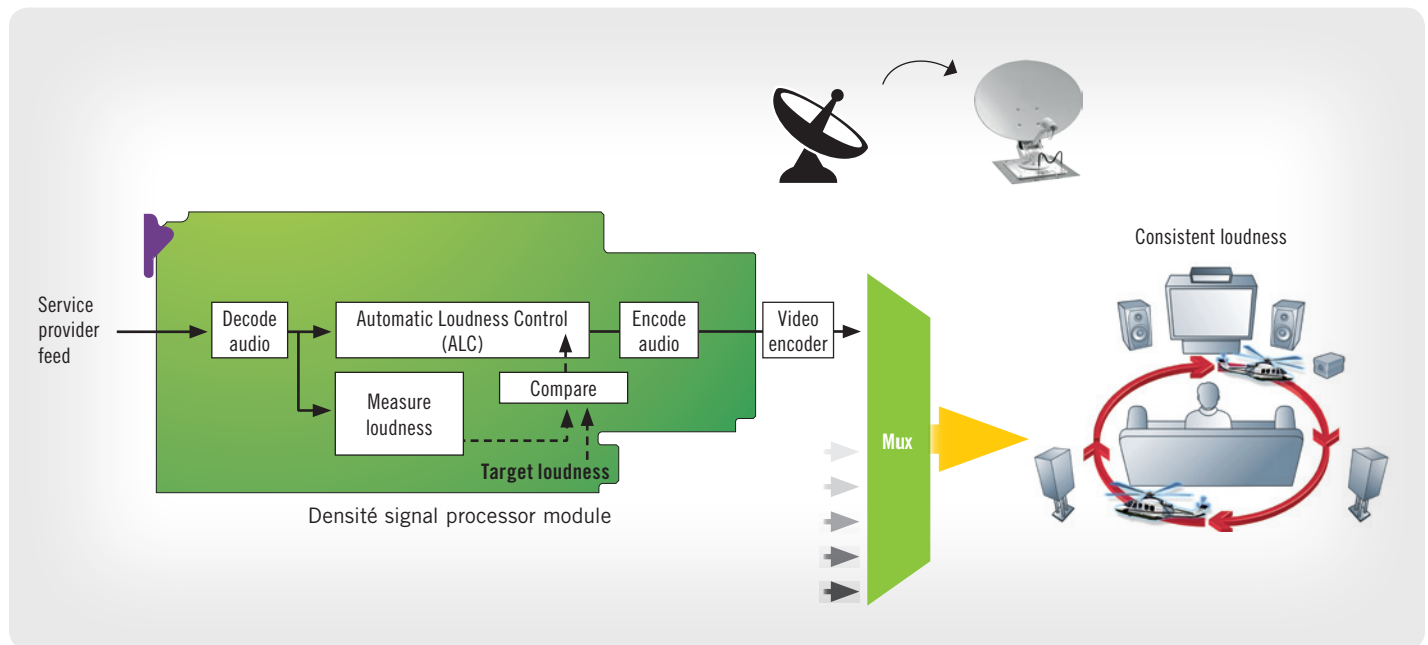 Consistent loudness
Service
provider
feed
Decode
audio
Automatic Loudness Control
(ALC)
Encode
audio
Video
encoder
Compare
Measure
loudness
Mux
Target loudness
Densité signal processor module